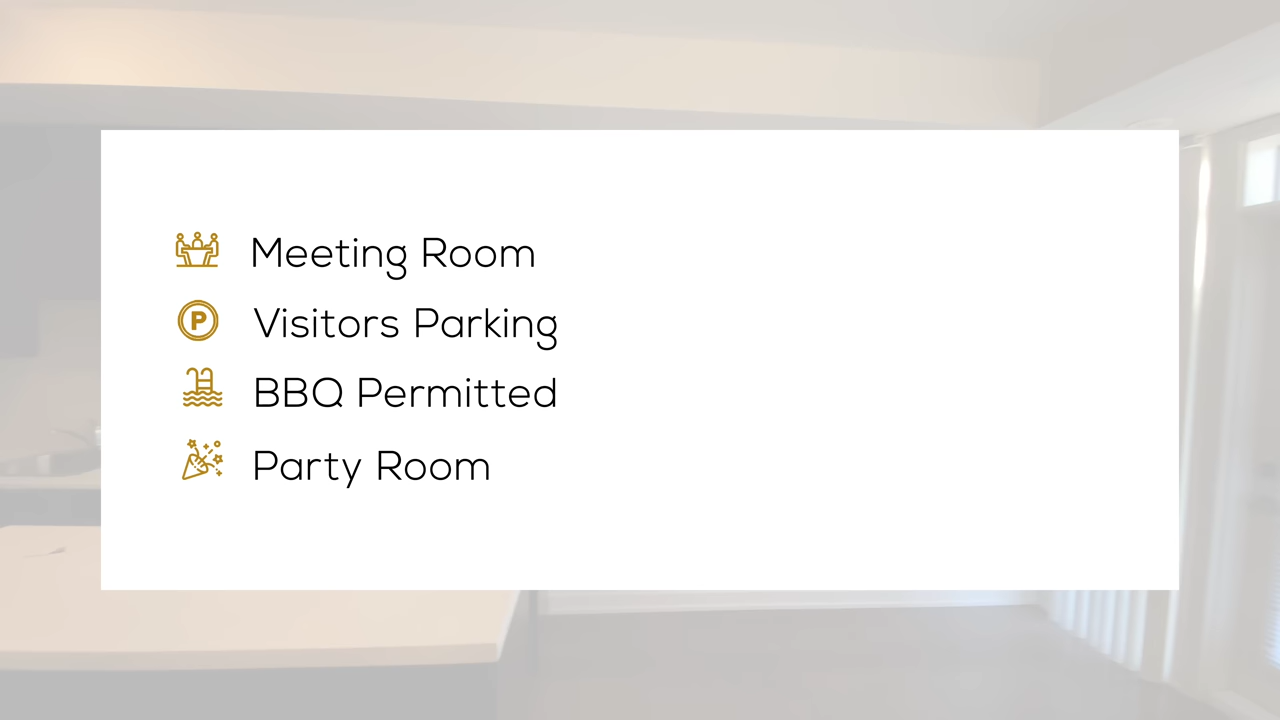 Meeting Room
Visitors Parking
BBQ Permitted
Party Room